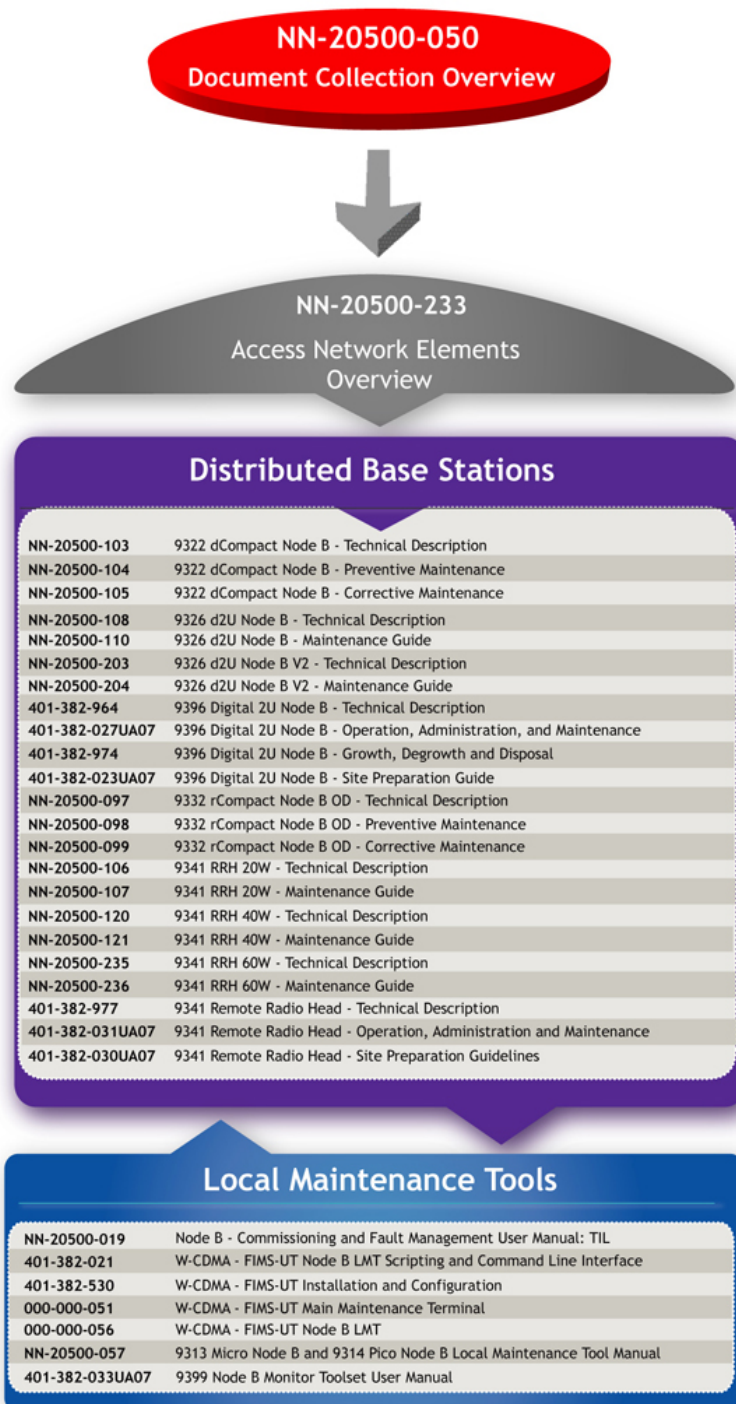 NN-20500-050
Document Collection Overview
NN-20500-233
Access Network Elements
Overview
Distributed Base Stations
NN-20500-103 9322 dCompact Node B - Technical Description
NN-20500-104 9322 dCompact Node B - Preventive Maintenance
NN-20500-105 9322 dCompact Node B - Corrective Maintenance
NN-20500-108 9326 d2U Node B - Technical Description
NN-20500-110 9326 d2U Node B - Maintenance Guide
NN-20500-203 9326 d2U Node B V2 - Technical Description
NN-20500-204 9326 d2U Node B V2 - Maintenance Guide
401-382-964 9396 Digital 2U Node B - Technical Description
401-382-027UA07 9396 Digital 2U Node B - Operation, Administration, and Maintenance
401-382-974 9396 Digital 2U Node B - Growth, Degrowth and Disposal
401-382-023UA07 9396 Digital 2U Node B - Site Preparation Guide
NN-20500-097 9332 rCompact Node B OD - Technical Description
NN-20500-098 9332 rCompact Node B OD - Preventive Maintenance
NN-20500-099 9332 rCompact Node B OD - Corrective Maintenance
NN-20500-106 9341 RRH 20W - Technical Description
NN-20500-107 9341 RRH 20W - Maintenance Guide
NN-20500-120 9341 RRH 40W - Technical Description
NN-20500-121 9341 RRH 40W - Maintenance Guide
NN-20500-235 9341 RRH 60W - Technical Description
NN-20500-236 9341 RRH 60W - Maintenance Guide
401-382-977 9341 Remote Radio Head - Technical Description
401-382-031UA07 9341 Remote Radio Head - Operation, Administration and Maintenance
401-382-030UA07 9341 Remote Radio Head - Site Preparation Guidelines
Local Maintenance Tools
NN-20500-019 Node B - Commissioning and Fault Management User Manual: TIL
401-382-021 W-CDMA - FIMS-UT Node B LMT Scripting and Command Line Interface
401-382-530 W-CDMA - FIMS-UT Installation and Configuration
000-000-051 W-CDMA - FIMS-UT Main Maintenance Terminal
000-000-056 W-CDMA - FIMS-UT Node B LMT
NN-20500-057 9313 Micro Node B and 9314 Pico Node B Local Maintenance Tool Manual
401-382-033UA07 9399 Node B Monitor Toolset User Manual